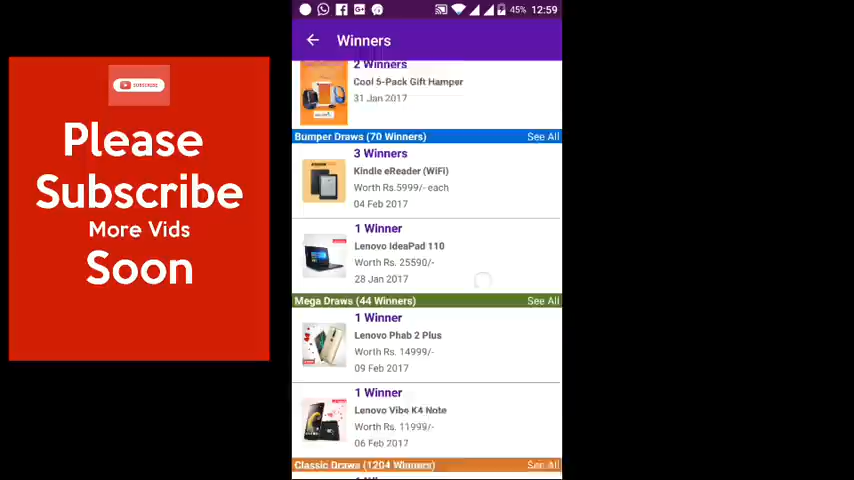 SUBSCRIBE
Please
Subscribe
More Vids
Soon
45% 12:59
Winners
2 Winners
Cool 5-Pack Gift Hamper
31 Jan 2017
Bumper Draws (70 Winners) See All
3 Winners
Kindle eReader (WiFi)
Worth Rs.5999/- each
04 Feb 2017
1 Winner
Lenovo IdeaPad 110
Worth Rs. 25590/-
28 Jan 2017
Mega Draws (44 Winners) See All
1 Winner
Lenovo Phab 2 Plus
Worth Rs. 14999/-
09 Feb 2017
1 Winner
Lenovo Vibe K4 Note
Worth Rs. 11999/-
06 Feb 2017
Classic Draws (1204 Winners) See All